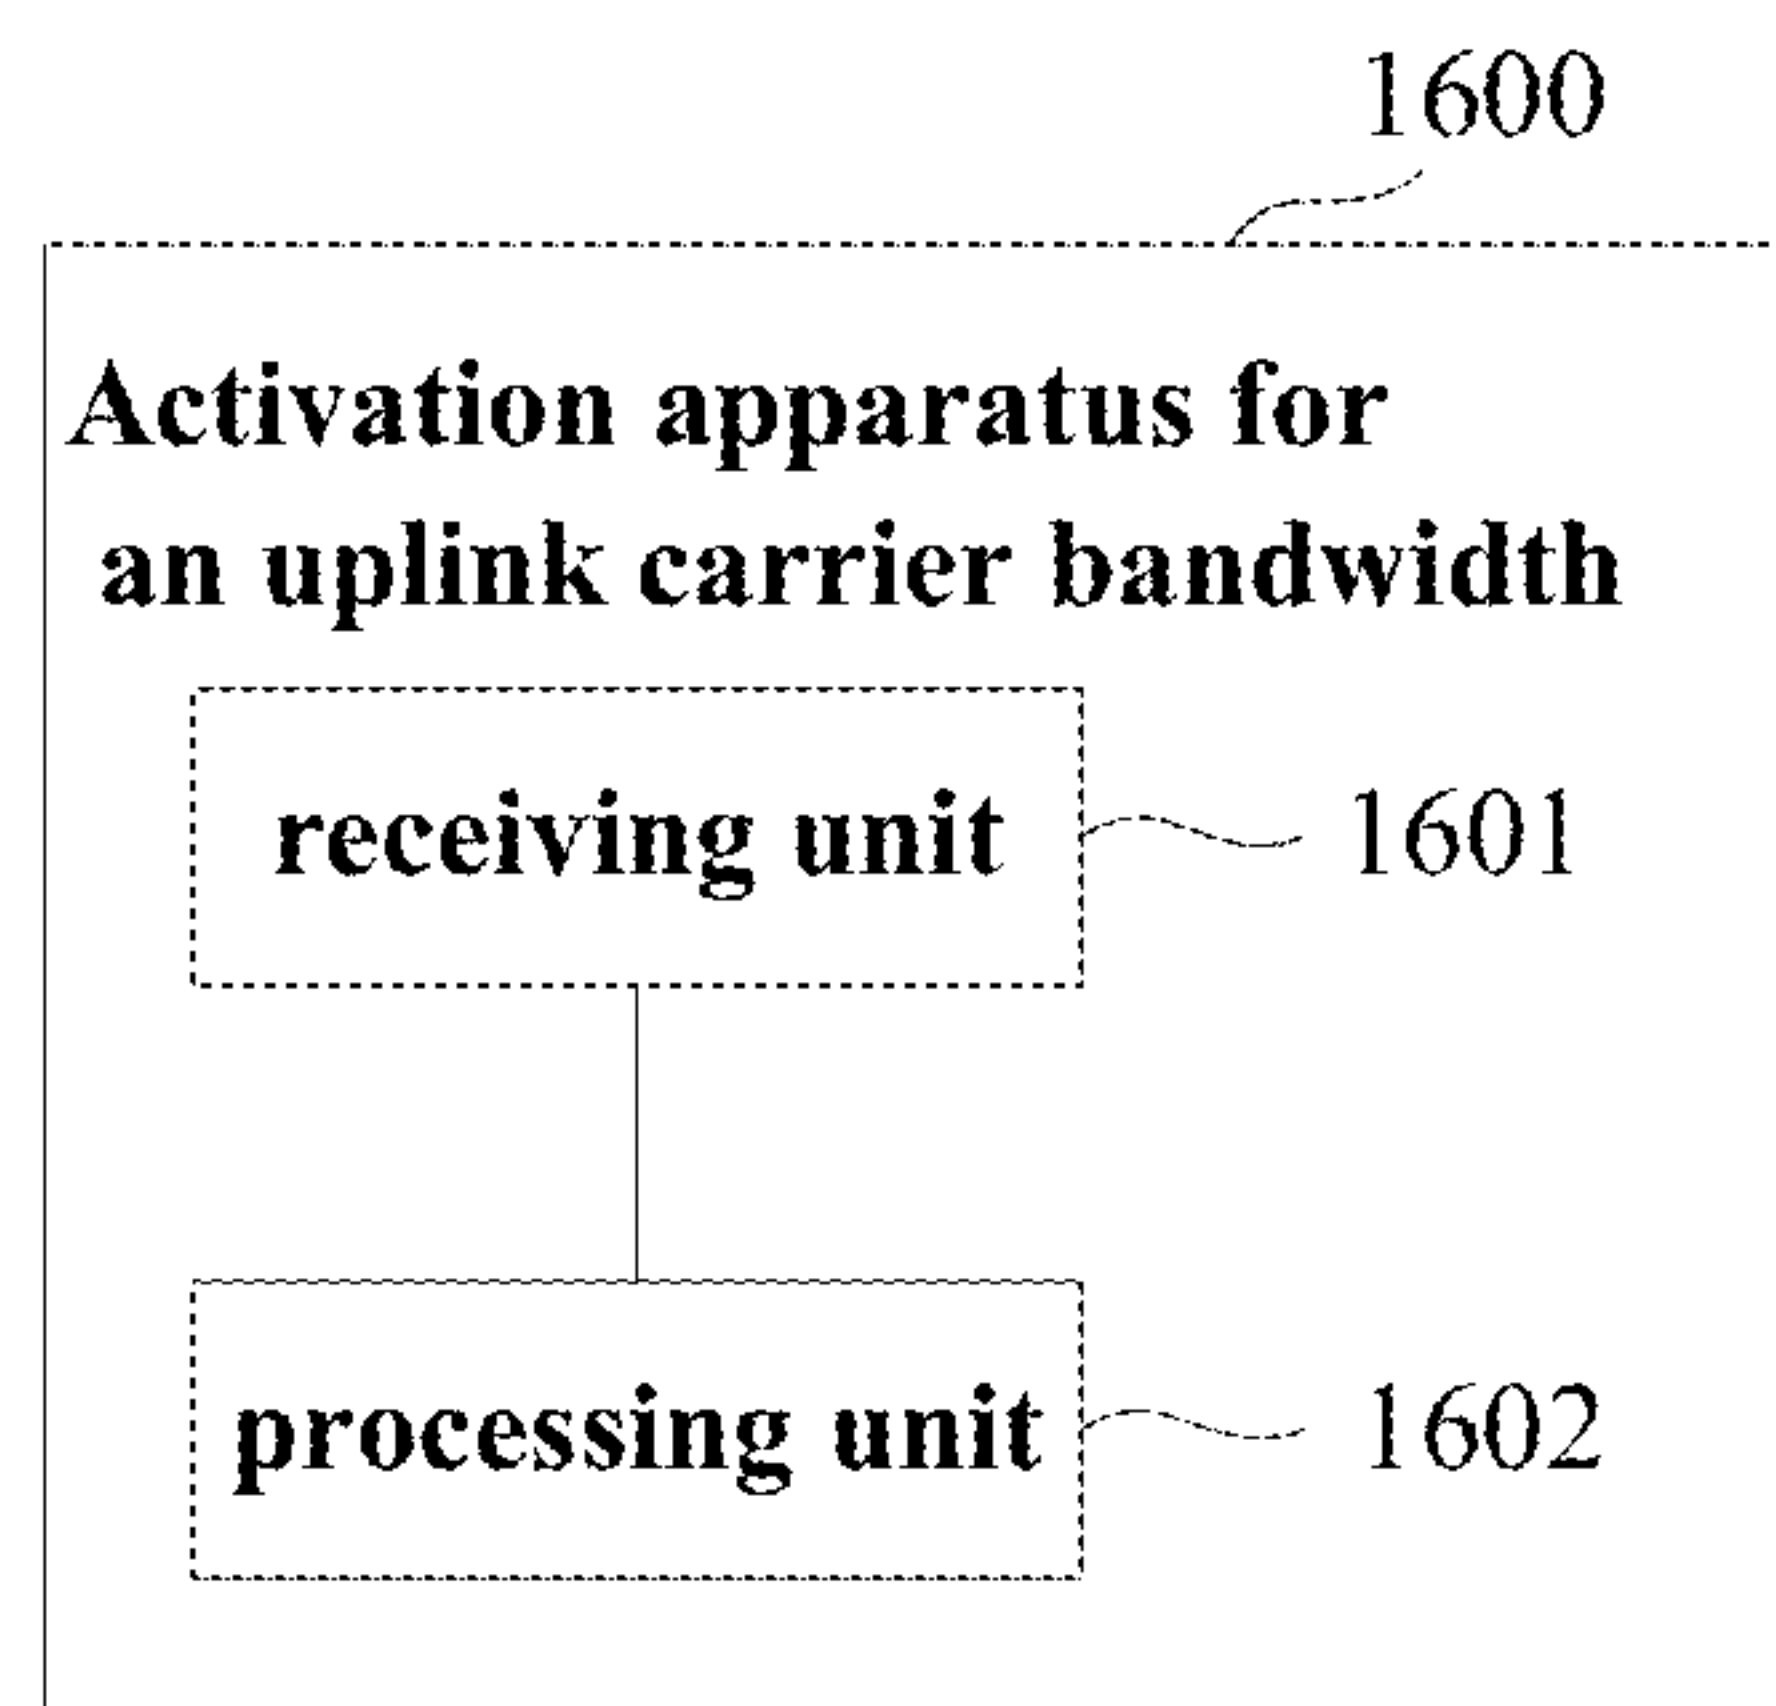 1600
Activation apparatus for
an uplink carrier bandwidth
receiving unit 1601
processing unit 1602